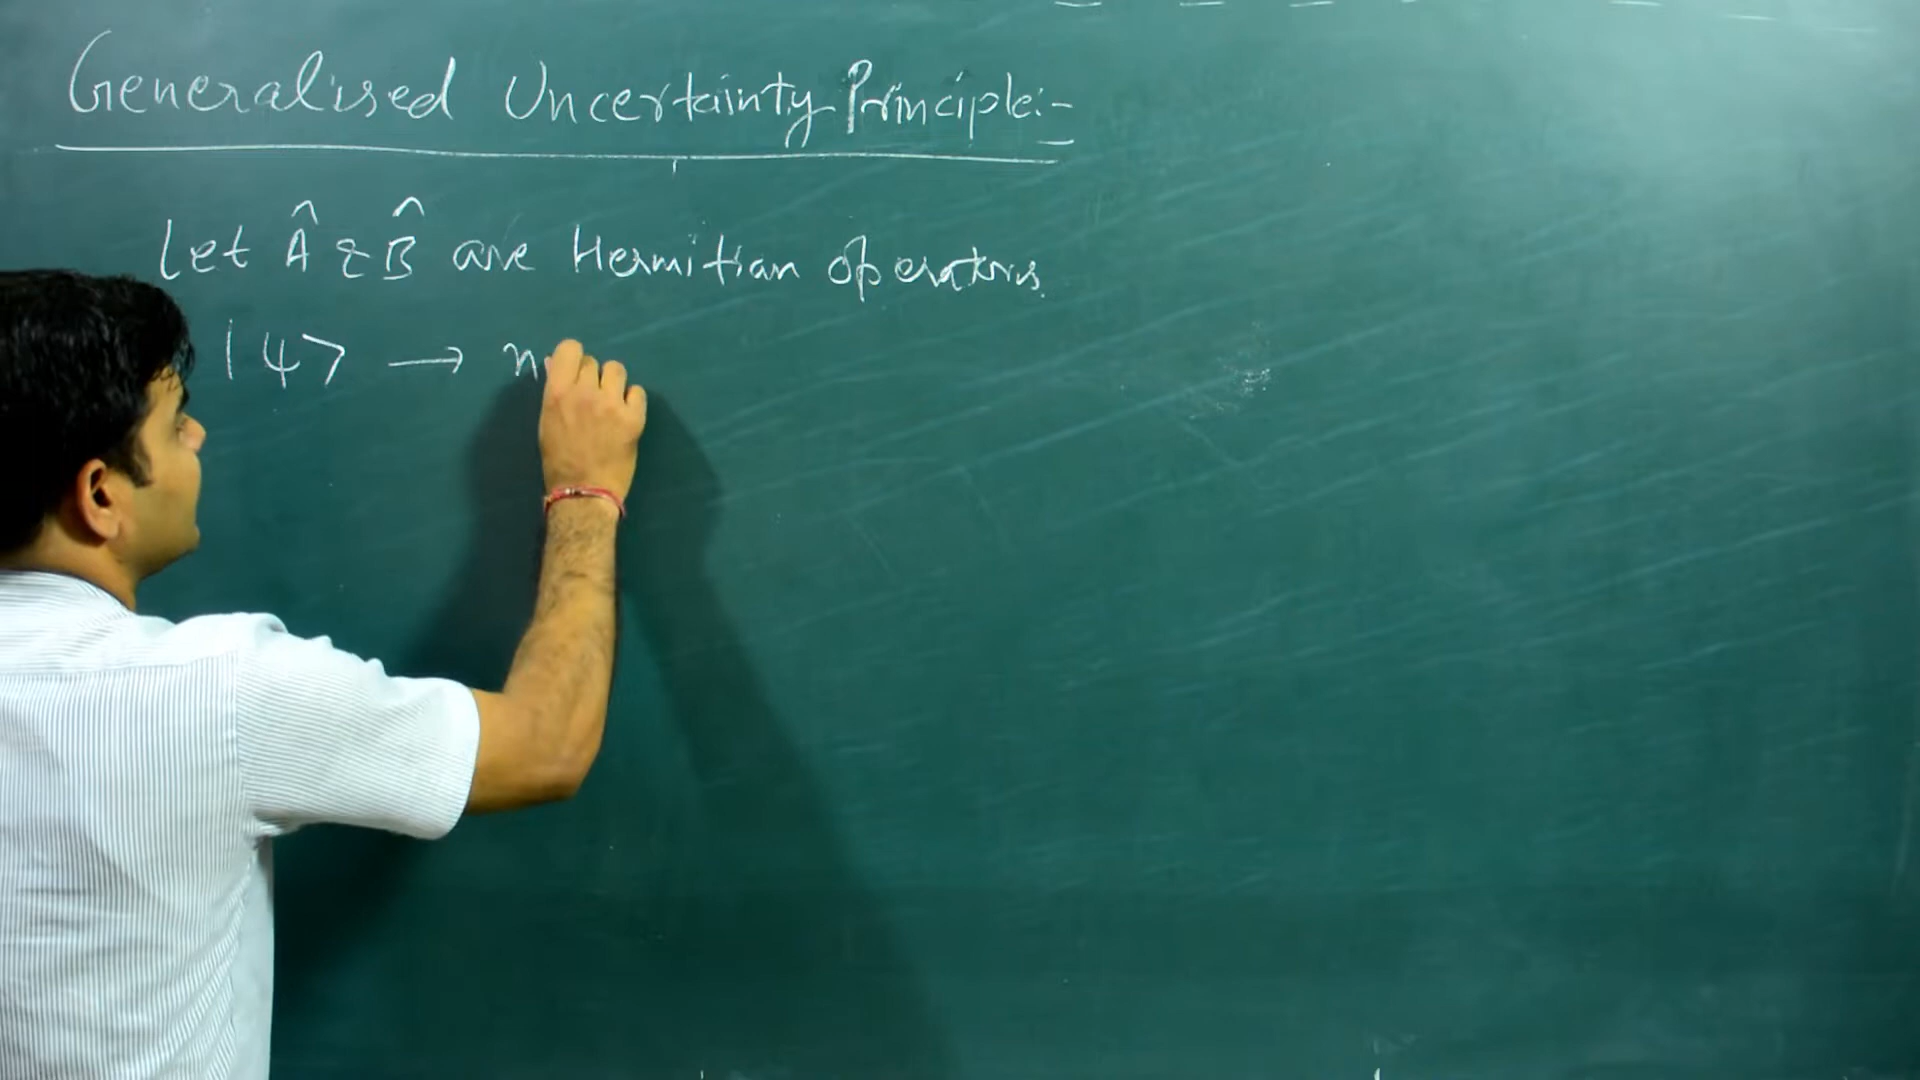 Generalised Uncertainty Principle:-
Let Â & B̂ are Hermitian operators.
|ψ> → n